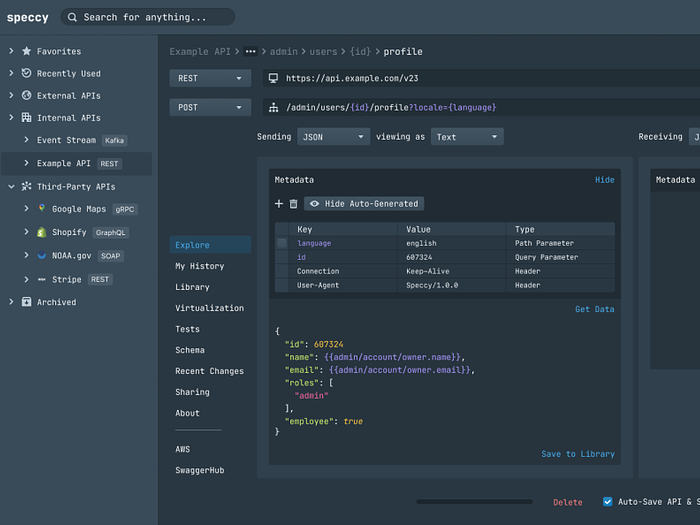 speccy
Search for anything...
Favorites
Recently Used
External APIs
Internal APIs
Event Stream Kafka
Example API REST
Third-Party APIs
Google Maps gRPC
Shopify GraphQL
NOAA.gov SOAP
Stripe REST
Archived
Example API > ••• > admin > users > {id} > profile
REST https://api.example.com/v23
POST /admin/users/{id}/profile?locale={language}
Sending JSON viewing as Text
Receiving
Explore
My History
Library
Virtualization
Tests
Schema
Recent Changes
Sharing
About
AWS
SwaggerHub
Metadata Hide
+ Hide Auto-Generated
Key Value Type
language english Path Parameter
id 607324 Query Parameter
Connection Keep-Alive Header
User-Agent Speccy/1.0.0 Header
Get Data
{
"id": 607324
"name": {{admin/account/owner.name}},
"email": {{admin/account/owner.email}},
"roles": [
"admin"
],
"employee": true
}
Save to Library
Metadata
Delete
Auto-Save API &